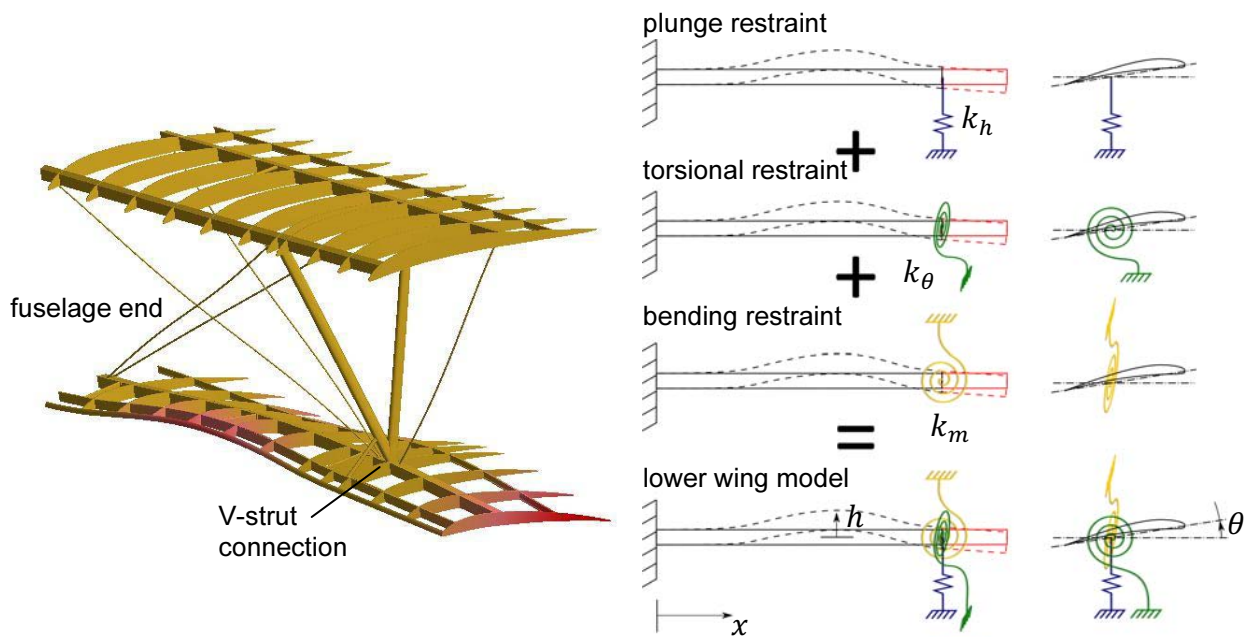 fuselage end
V-strut
connection
plunge restraint
k_h
+
torsional restraint
k_θ
+
bending restraint
k_m
=
lower wing model
h
θ
x